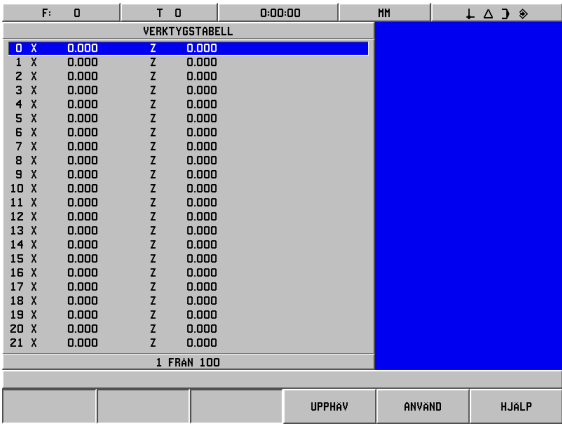 F: 0 T 0 0:00:00 MM
VERKTYGSTABELL
0 X 0.000 Z 0.000
1 X 0.000 Z 0.000
2 X 0.000 Z 0.000
3 X 0.000 Z 0.000
4 X 0.000 Z 0.000
5 X 0.000 Z 0.000
6 X 0.000 Z 0.000
7 X 0.000 Z 0.000
8 X 0.000 Z 0.000
9 X 0.000 Z 0.000
10 X 0.000 Z 0.000
11 X 0.000 Z 0.000
12 X 0.000 Z 0.000
13 X 0.000 Z 0.000
14 X 0.000 Z 0.000
15 X 0.000 Z 0.000
16 X 0.000 Z 0.000
17 X 0.000 Z 0.000
18 X 0.000 Z 0.000
19 X 0.000 Z 0.000
20 X 0.000 Z 0.000
21 X 0.000 Z 0.000
1 FRÅN 100
UPPHÄV ANVÄND HJÄLP